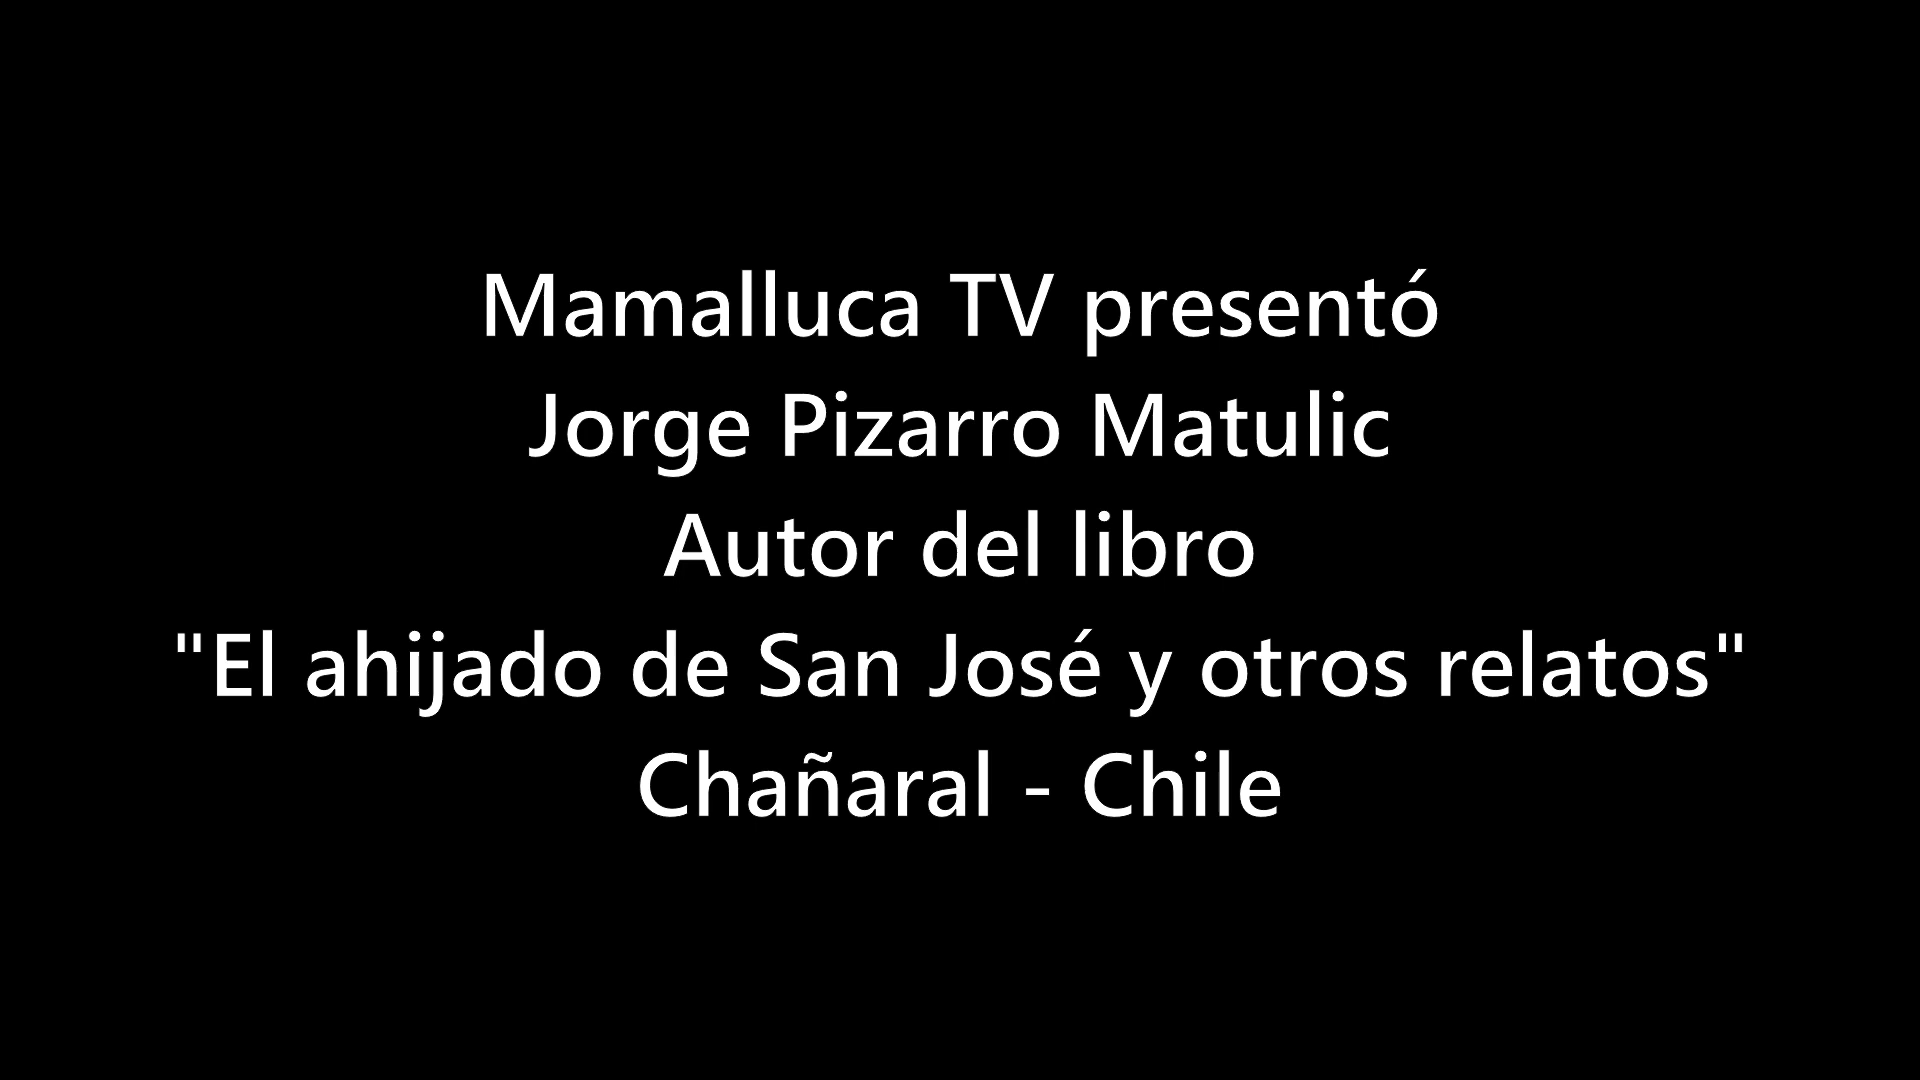 Mamalluca TV presentó
Jorge Pizarro Matulic
Autor del libro
"El ahijado de San José y otros relatos"
Chañaral - Chile